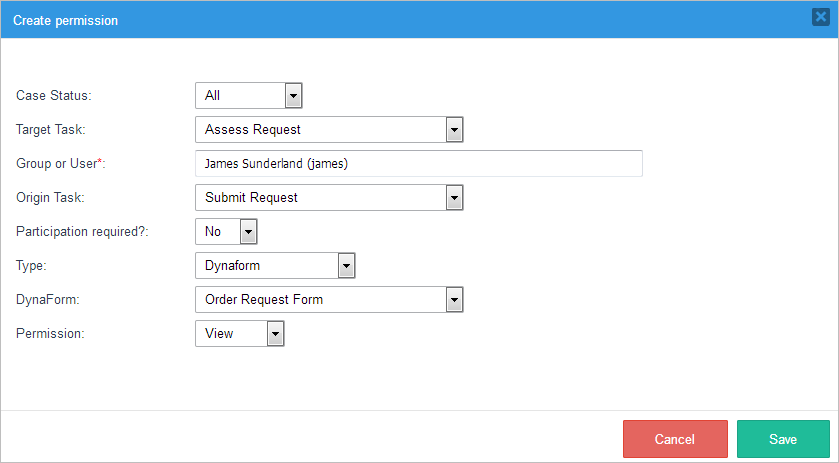 Create permission
Case Status: All
Target Task: Assess Request
Group or User*: James Sunderland (james)
Origin Task: Submit Request
Participation required?: No
Type: Dynaform
DynaForm: Order Request Form
Permission: View
Cancel Save